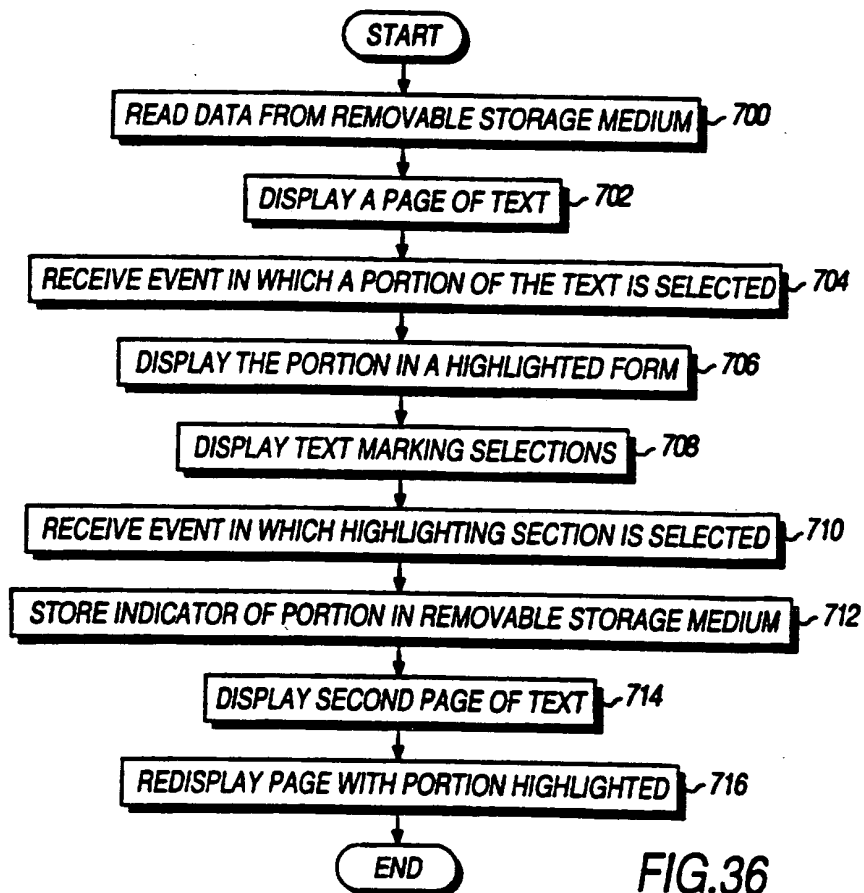 START
READ DATA FROM REMOVABLE STORAGE MEDIUM 700
DISPLAY A PAGE OF TEXT 702
RECEIVE EVENT IN WHICH A PORTION OF THE TEXT IS SELECTED 704
DISPLAY THE PORTION IN A HIGHLIGHTED FORM 706
DISPLAY TEXT MARKING SELECTIONS 708
RECEIVE EVENT IN WHICH HIGHLIGHTING SECTION IS SELECTED 710
STORE INDICATOR OF PORTION IN REMOVABLE STORAGE MEDIUM 712
DISPLAY SECOND PAGE OF TEXT 714
REDISPLAY PAGE WITH PORTION HIGHLIGHTED 716
END
FIG.36